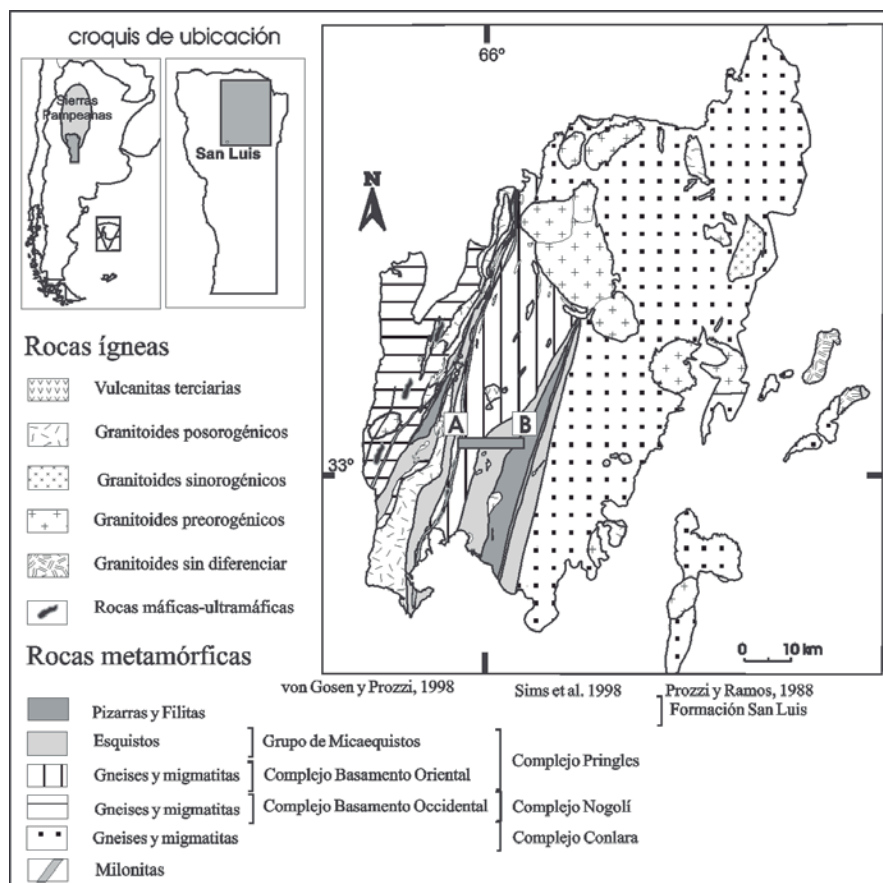 croquis de ubicación
Sierras
Pampeanas
San Luis
66º
N
A
B
33º
0 10 km
Rocas ígneas
Vulcanitas terciarias
Granitoides posorogénicos
Granitoides sinorogénicos
Granitoides preorogénicos
Granitoides sin diferenciar
Rocas máficas-ultramáficas
Rocas metamórficas
von Gosen y Prozzi, 1998 Sims et al. 1998 Prozzi y Ramos, 1988
Pizarras y Filitas Formación San Luis
Esquistos Grupo de Micaequistos
Complejo Pringles
Gneises y migmatitas Complejo Basamento Oriental
Gneises y migmatitas Complejo Basamento Occidental Complejo Nogolí
Gneises y migmatitas Complejo Conlara
Milonitas